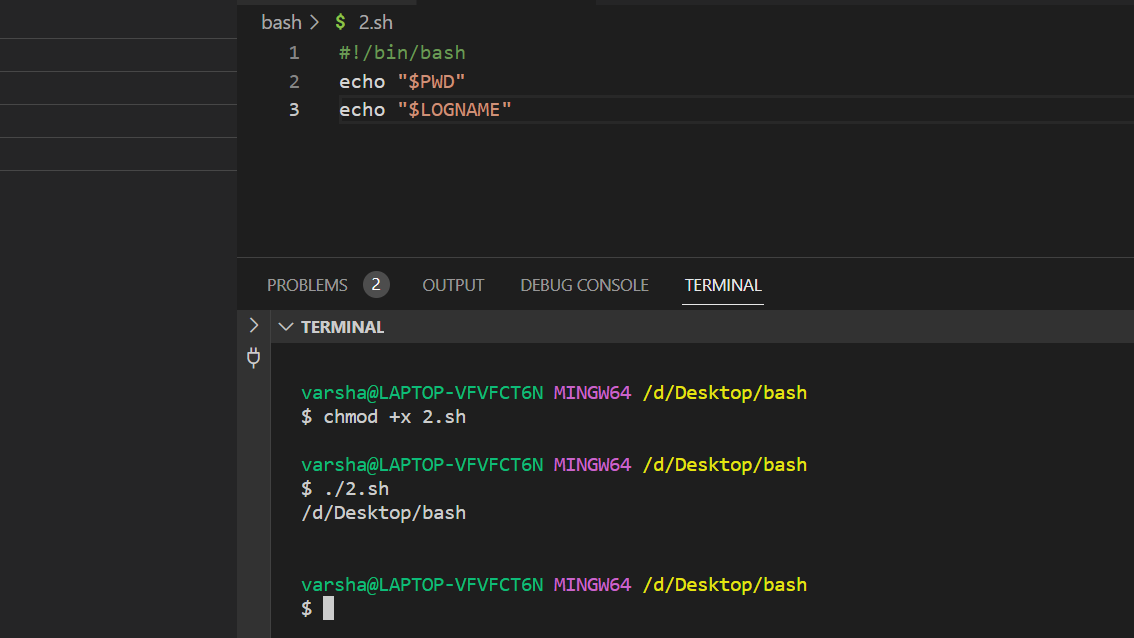 bash > $ 2.sh
1 #!/bin/bash
2 echo "$PWD"
3 echo "$LOGNAME"
PROBLEMS 2 OUTPUT DEBUG CONSOLE TERMINAL
TERMINAL
varsha@LAPTOP-VFVFCT6N MINGW64 /d/Desktop/bash
$ chmod +x 2.sh
varsha@LAPTOP-VFVFCT6N MINGW64 /d/Desktop/bash
$ ./2.sh
/d/Desktop/bash
varsha@LAPTOP-VFVFCT6N MINGW64 /d/Desktop/bash
$